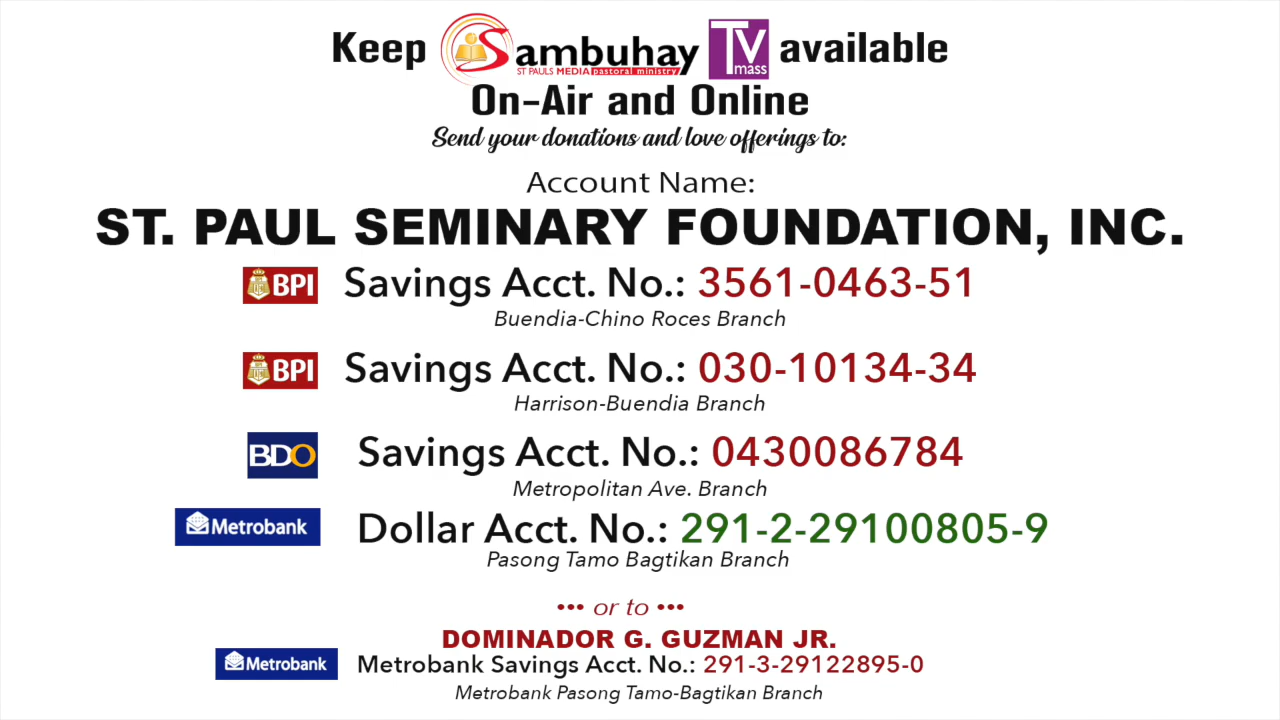 Keep Sambuhay TV mass available
ST PAULS MEDIA pastoral ministry
On-Air and Online
Send your donations and love offerings to:
Account Name:
ST. PAUL SEMINARY FOUNDATION, INC.
BPI Savings Acct. No.: 3561-0463-51
Buendia-Chino Roces Branch
BPI Savings Acct. No.: 030-10134-34
Harrison-Buendia Branch
BDO Savings Acct. No.: 0430086784
Metropolitan Ave. Branch
Metrobank Dollar Acct. No.: 291-2-29100805-9
Pasong Tamo Bagtikan Branch
••• or to •••
DOMINADOR G. GUZMAN JR.
Metrobank Metrobank Savings Acct. No.: 291-3-29122895-0
Metrobank Pasong Tamo-Bagtikan Branch